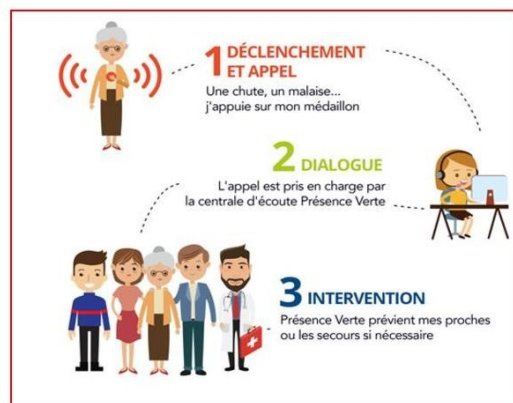 1 DÉCLENCHEMENT
ET APPEL
Une chute, un malaise...
j'appuie sur mon médaillon
2 DIALOGUE
L'appel est pris en charge par
la centrale d'écoute Présence Verte
3 INTERVENTION
Présence Verte prévient mes proches
ou les secours si nécessaire